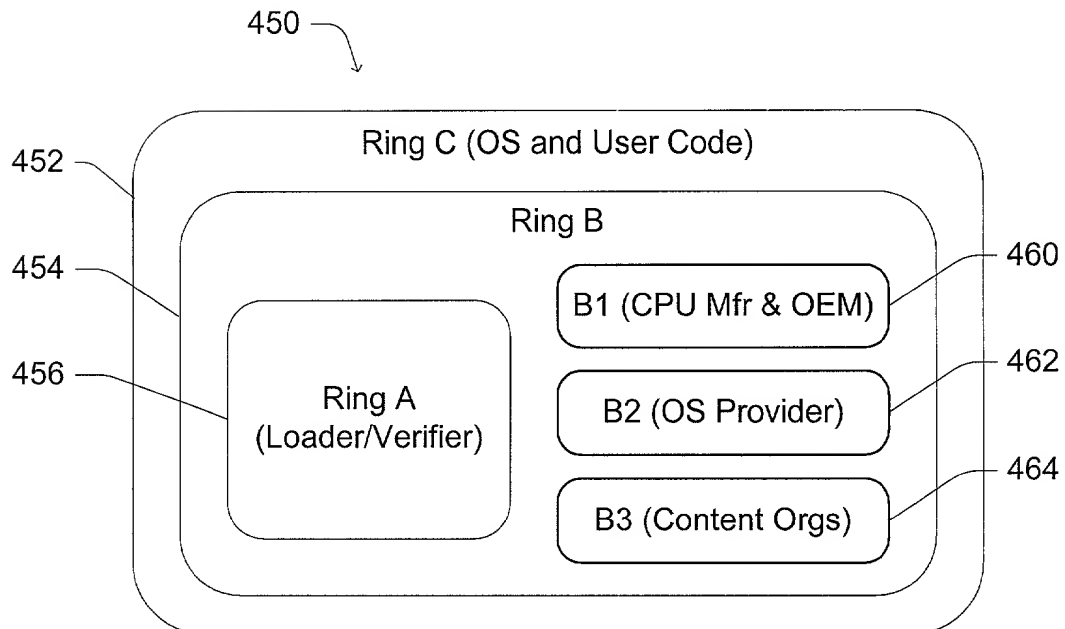 450
Ring C (OS and User Code)
452
Ring B
454
460
B1 (CPU Mfr & OEM)
456
462
Ring A
(Loader/Verifier)
B2 (OS Provider)
464
B3 (Content Orgs)